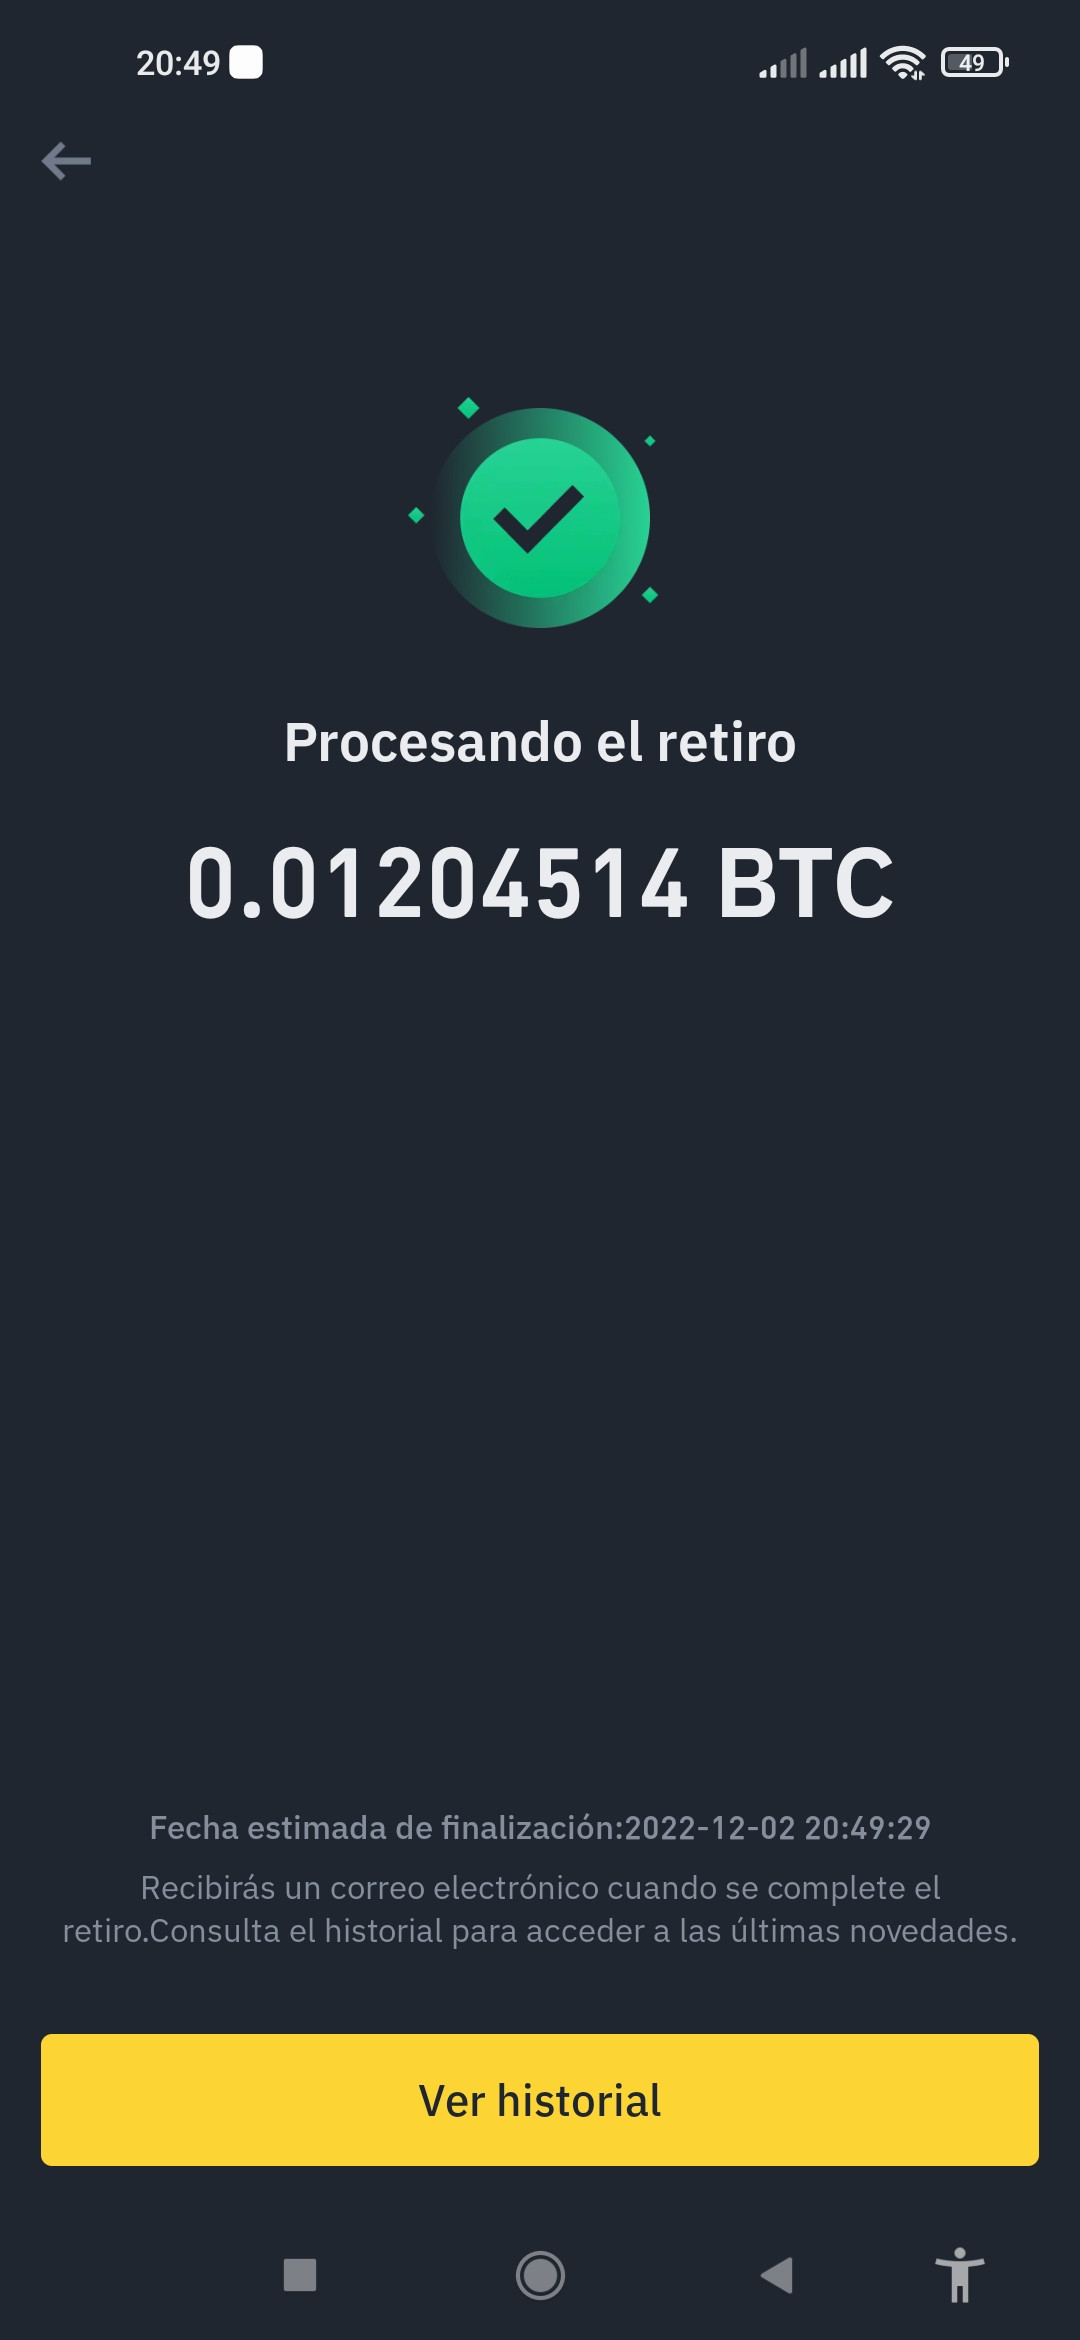 20:49
49
Procesando el retiro
0.01204514 BTC
Fecha estimada de finalización:2022-12-02 20:49:29
Recibirás un correo electrónico cuando se complete el
retiro.Consulta el historial para acceder a las últimas novedades.
Ver historial